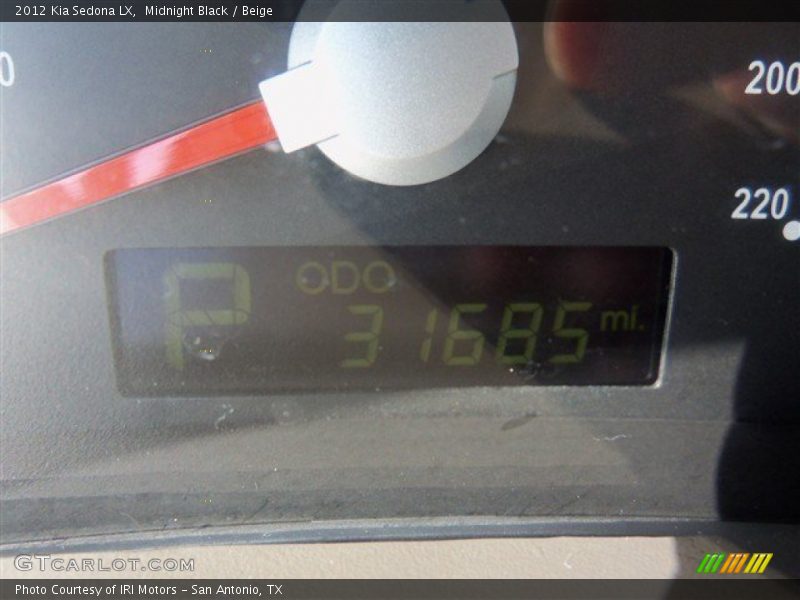 2012 Kia Sedona LX,  Midnight Black / Beige
0
200
220
P
ODO
31685 mi.
GTCARLOT.COM
Photo Courtesy of IRI Motors – San Antonio, TX